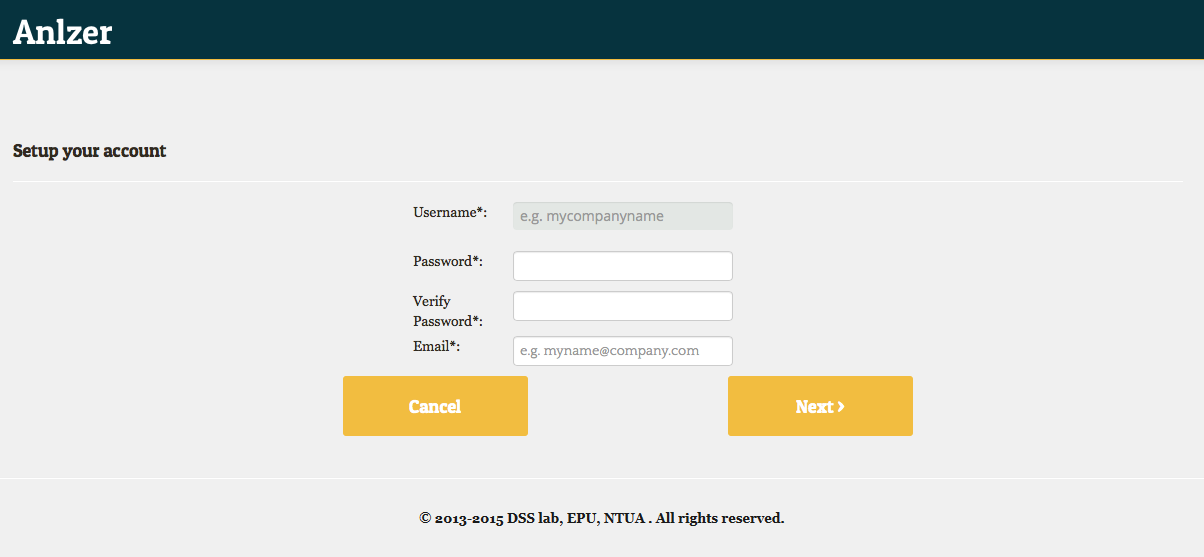 Anlzer
Setup your account
Username*:
e.g. mycompanyname
Password*:
Verify
Password*:
Email*:
e.g. myname@company.com
Cancel
Next ›
© 2013-2015 DSS lab, EPU, NTUA . All rights reserved.